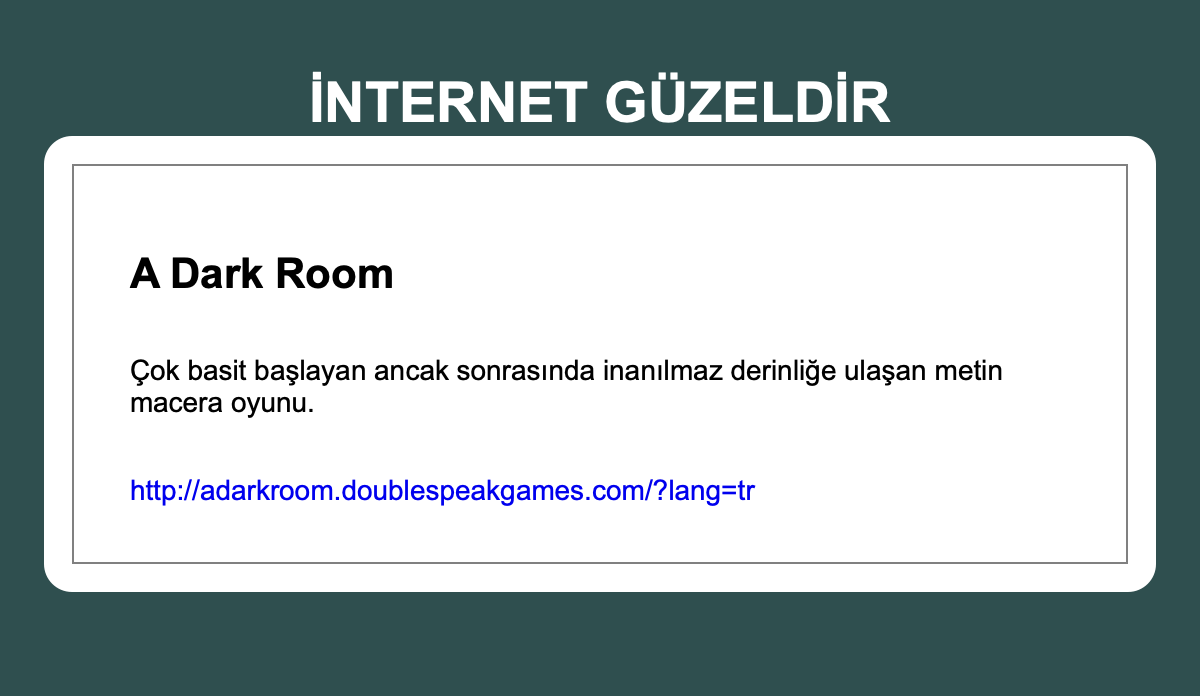 İNTERNET GÜZELDİR
A Dark Room
Çok basit başlayan ancak sonrasında inanılmaz derinliğe ulaşan metin
macera oyunu.
http://adarkroom.doublespeakgames.com/?lang=tr